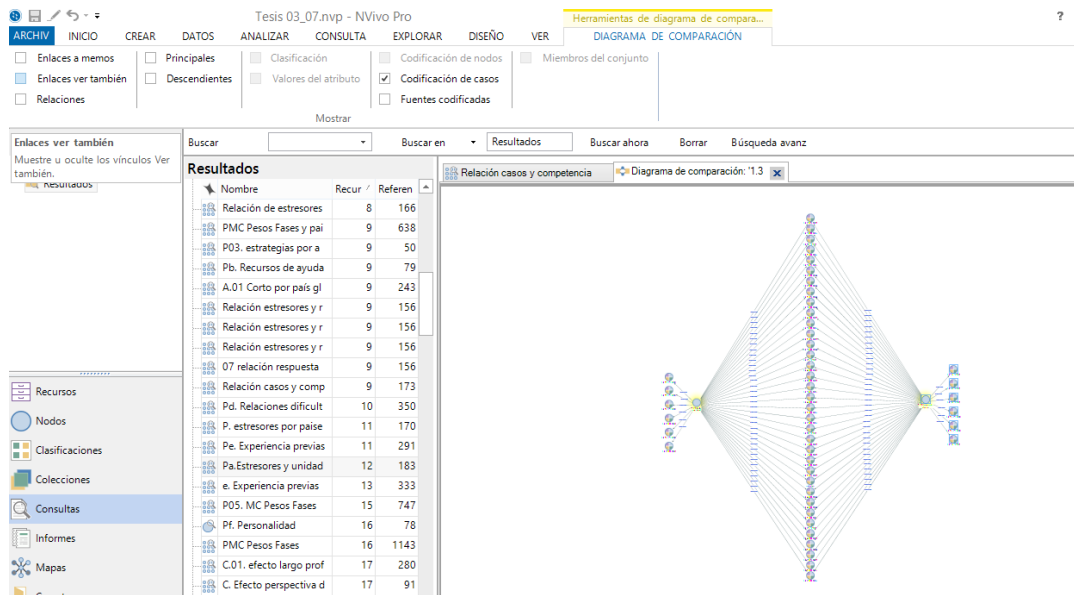 Tesis 03_07.nvp - NVivo Pro
Herramientas de diagrama de compara...
?
ARCHIV INICIO CREAR DATOS ANALIZAR CONSULTA EXPLORAR DISEÑO VER DIAGRAMA DE COMPARACIÓN
Enlaces a memos Principales Clasificación Codificación de nodos Miembros del conjunto
Enlaces ver también Descendientes Valores del atributo Codificación de casos
Relaciones Fuentes codificadas
Mostrar
Enlaces ver también
Muestre u oculte los vínculos Ver
también.
Resultados
Buscar Buscar en Resultados Buscar ahora Borrar Búsqueda avanz
Resultados
Relación casos y competencia Diagrama de comparación: '1.3 x
Nombre Recur Referen
Relación de estresores 8 166
PMC Pesos Fases y pai 9 638
P03. estrategias por a 9 50
Pb. Recursos de ayuda 9 79
A.01 Corto por país gl 9 243
Relación estresores y r 9 156
Relación estresores y r 9 156
Relación estresores y r 9 156
07 relación respuesta 9 156
Relación casos y comp 9 173
Pd. Relaciones dificult 10 350
P. estresores por paise 11 170
Pe. Experiencia previas 11 291
Pa.Estresores y unidad 12 183
e. Experiencia previas 13 333
P05. MC Pesos Fases 15 747
Pf. Personalidad 16 78
PMC Pesos Fases 16 1143
C.01. efecto largo prof 17 280
C. Efecto perspectiva d 17 91
Recursos
Nodos
Clasificaciones
Colecciones
Consultas
Informes
Mapas